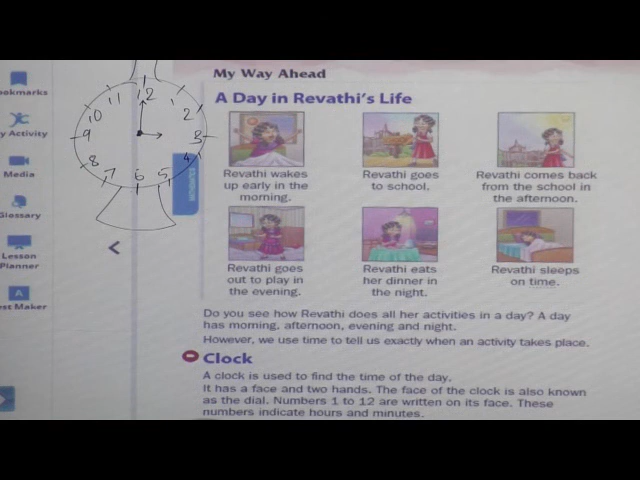 My Way Ahead
A Day in Revathi's Life
Revathi wakes
up early in the
morning.
Revathi goes
to school.
Revathi comes back
from the school in
the afternoon.
Revathi goes
out to play in
the evening.
Revathi eats
her dinner in
the night.
Revathi sleeps
on time.
Do you see how Revathi does all her activities in a day? A day
has morning, afternoon, evening and night.
However, we use time to tell us exactly when an activity takes place.
Clock
A clock is used to find the time of the day.
It has a face and two hands. The face of the clock is also known
as the dial. Numbers 1 to 12 are written on its face. These
numbers indicate hours and minutes.
12
1
2
3
4
5
6
7
8
9
10
11
ookmarks
y Activity
Media
Glossary
Lesson
Planner
A
est Maker